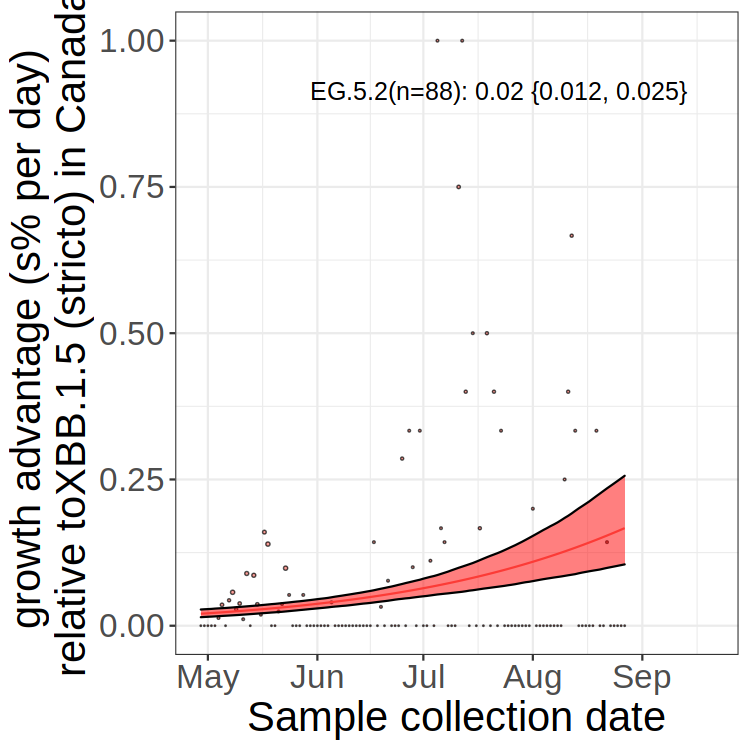 growth advantage (s% per day)
relative toXBB.1.5 (stricto) in Canada
1.00
0.75
0.50
0.25
0.00
EG.5.2(n=88): 0.02 {0.012, 0.025}
May Jun Jul Aug Sep
Sample collection date